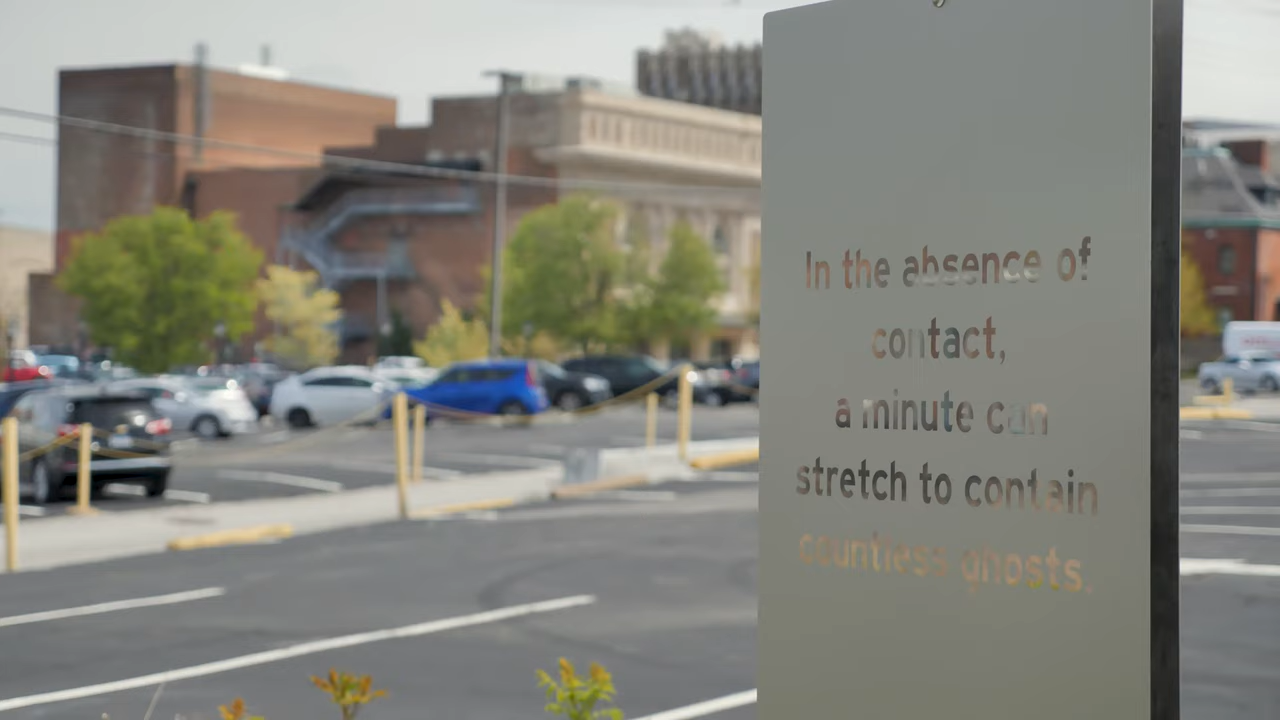 In the absence of
contact,
a minute can
stretch to contain
countless ghosts.